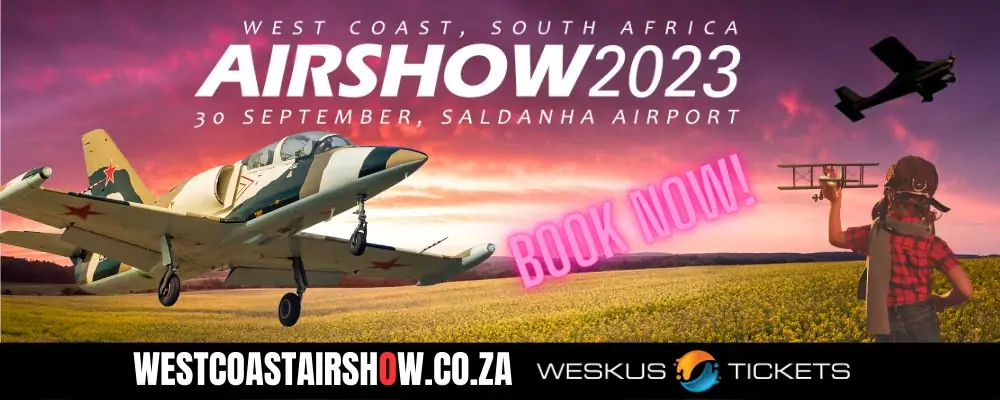 WEST COAST, SOUTH AFRICA
AIRSHOW2023
30 SEPTEMBER, SALDANHA AIRPORT
BOOK NOW!
WESTCOASTAIRSHOW.CO.ZA
WESKUS TICKETS